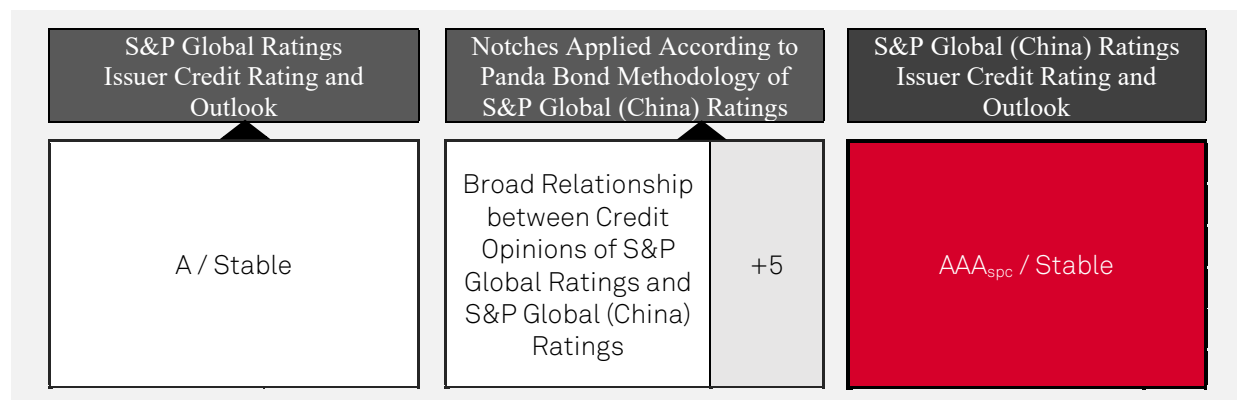 S&P Global Ratings
Issuer Credit Rating and
Outlook
Notches Applied According to
Panda Bond Methodology of
S&P Global (China) Ratings
S&P Global (China) Ratings
Issuer Credit Rating and
Outlook
A / Stable
Broad Relationship
between Credit
Opinions of S&P
Global Ratings and
S&P Global (China)
Ratings
+5
AAAspc / Stable